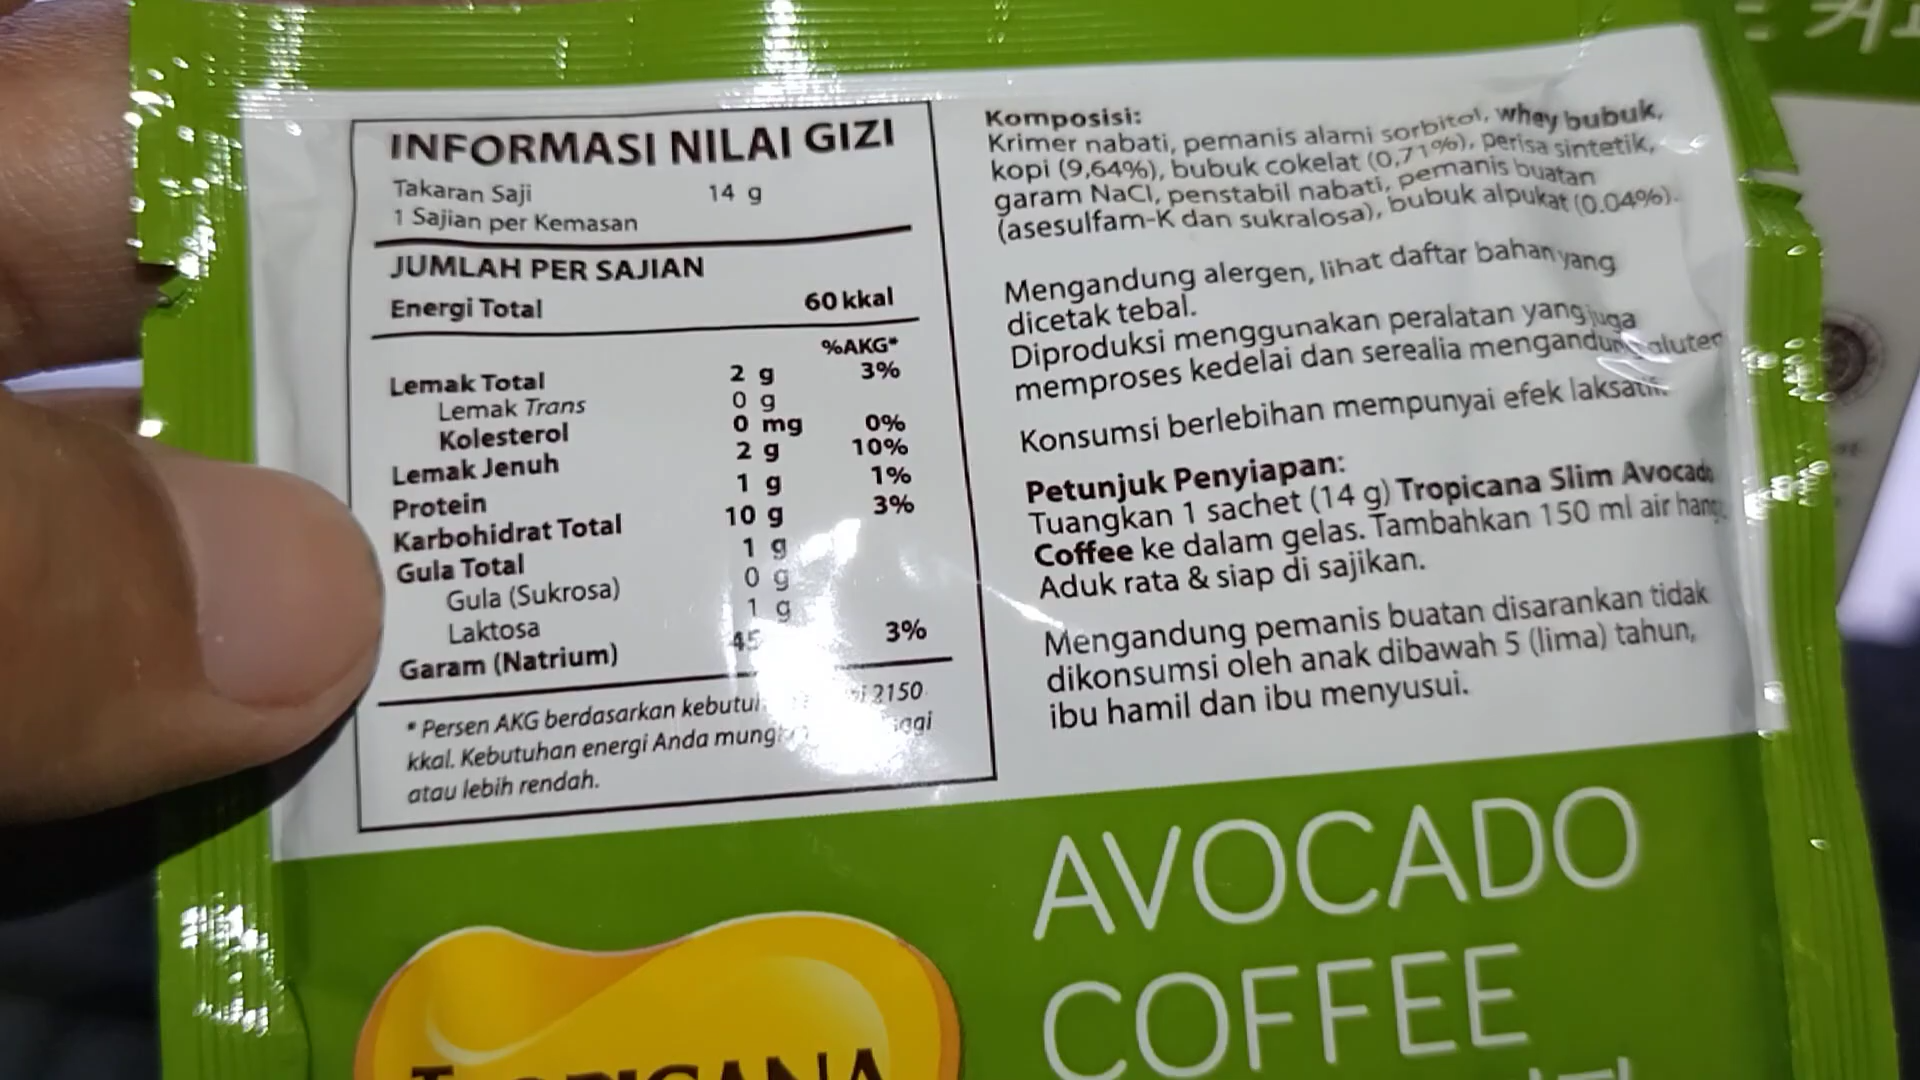 INFORMASI NILAI GIZI
Takaran Saji 14 g
1 Sajian per Kemasan
JUMLAH PER SAJIAN
Energi Total 60 kkal
%AKG*
Lemak Total 2 g 3%
Lemak Trans 0 g
Kolesterol 0 mg 0%
Lemak Jenuh 2 g 10%
Protein 1 g 1%
Karbohidrat Total 10 g 3%
Gula Total 1 g
Gula (Sukrosa) 0 g
Laktosa 1 g
Garam (Natrium) 45 3%
* Persen AKG berdasarkan 2150
kkal. Kebutuhan energi Anda
atau lebih rendah.
Komposisi:
Krimer nabati, pemanis alami sorbitol, whey bubuk,
kopi (9,64%), bubuk cokelat (0,71%), perisa sintetik,
garam NaCl, penstabil nabati, pemanis buatan
(asesulfam-K dan sukralosa), bubuk alpukat (0.04%).
Mengandung alergen, lihat daftar bahan yang
dicetak tebal.
Diproduksi menggunakan peralatan yang juga
memproses kedelai dan serealia mengandung gluten
Konsumsi berlebihan mempunyai efek laksatif.
Petunjuk Penyiapan:
Tuangkan 1 sachet (14 g) Tropicana Slim Avocado
Coffee ke dalam gelas. Tambahkan 150 ml air
Aduk rata & siap di sajikan.
Mengandung pemanis buatan disarankan tidak
dikonsumsi oleh anak dibawah 5 (lima) tahun,
ibu hamil dan ibu menyusui.
AVOCADO
COFFEE
TROPICANA